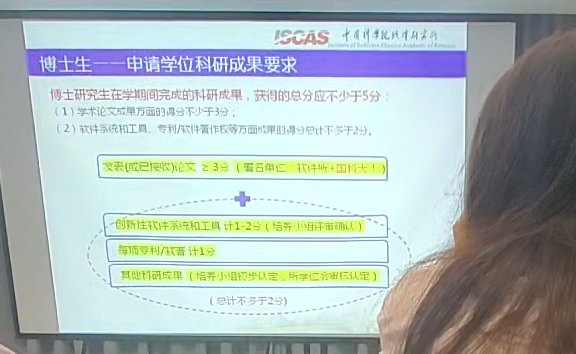 ISCAS 中国科学院软件研究所
Institute of Software Chinese Academy of Sciences
博士生——申请学位科研成果要求
博士研究生在学期间完成的科研成果，获得的总分应不少于5分：
（1）学术论文成果方面的得分不少于3分；
（2）软件系统和工具、专利/软件著作权等方面成果的得分总计不多于2分。
发表(或已接收)论文 ≥3分 （署名单位：软件所+国科大！）
创新性软件系统和工具 计1-2分（培养小组评审确认）
每项专利/软著 计1分
其他科研成果 （培养小组初步认定，所学位会审核认定）
（总计不多于2分）